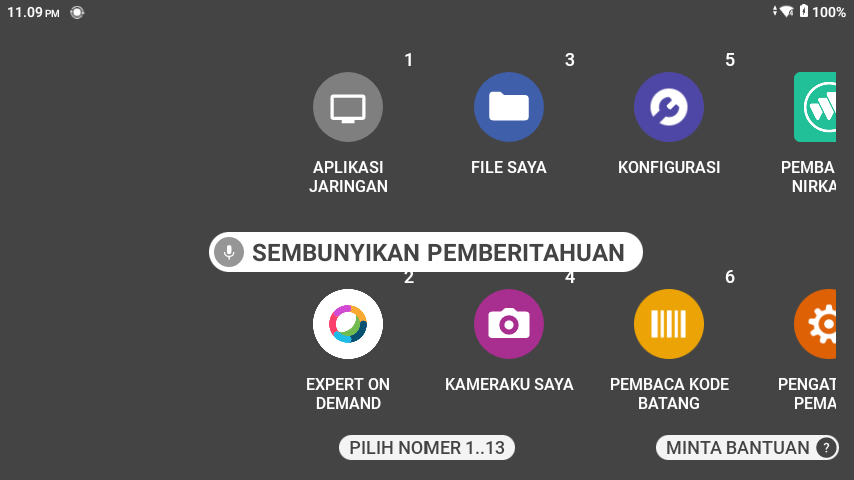 11.09 PM
100%
1
3
5
APLIKASI
JARINGAN
FILE SAYA
KONFIGURASI
NIRKA
SEMBUNYIKAN PEMBERITAHUAN
2
4
6
EXPERT ON
DEMAND
KAMERAKU SAYA
PEMBACA KODE
BATANG
PENGAT
PEMA
PILIH NOMER 1..13
MINTA BANTUAN ?